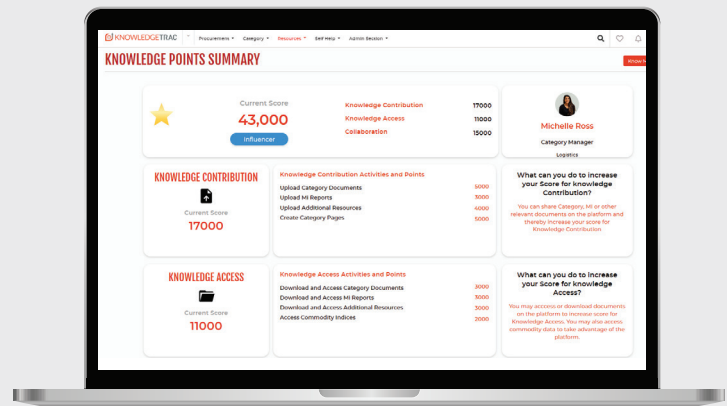 KNOWLEDGETRAC
Procurement Category Resources Self Help Admin Session
KNOWLEDGE POINTS SUMMARY
Know
Current Score
43,000
Influencer
Knowledge Contribution 17000
Knowledge Access 11000
Collaboration 15000
Michelle Ross
Category Manager
Logistics
KNOWLEDGE CONTRIBUTION
Current Score
17000
Knowledge Contribution Activities and Points
Upload Category Documents 5000
Upload MI Reports 3000
Upload Additional Resources 4000
Create Category Pages 5000
What can you do to increase
your Score for knowledge
Contribution?
You can share Category, MI or other
relevant documents on the platform and
thereby increase your score for
Knowledge Contribution
KNOWLEDGE ACCESS
Current Score
11000
Knowledge Access Activities and Points
Download and Access Category Documents 3000
Download and Access MI Reports 3000
Download and Access Additional Resources 3000
Access Commodity Indices 2000
What can you do to increase
your Score for knowledge
Access?
You may access or download documents
on the platform to increase score for
Knowledge Access. You may also access
commodity data to take advantage of the
platform.